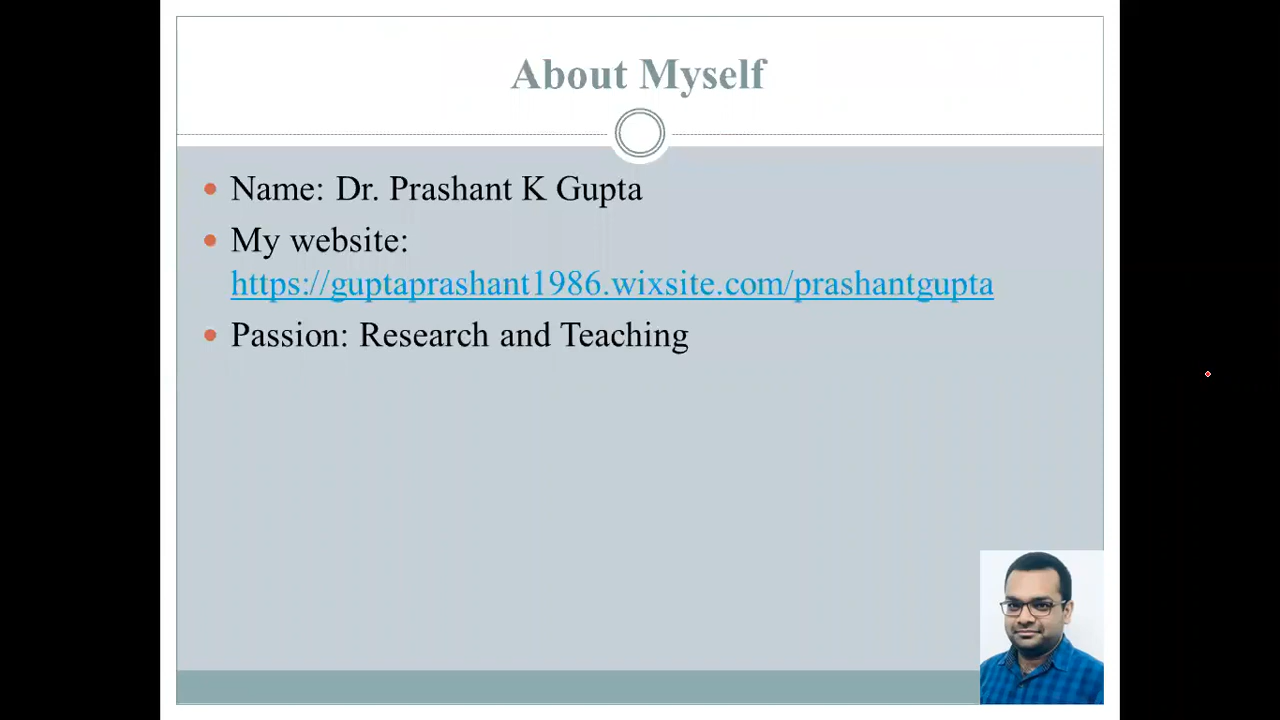 About Myself
Name: Dr. Prashant K Gupta
My website:
https://guptaprashant1986.wixsite.com/prashantgupta
Passion: Research and Teaching